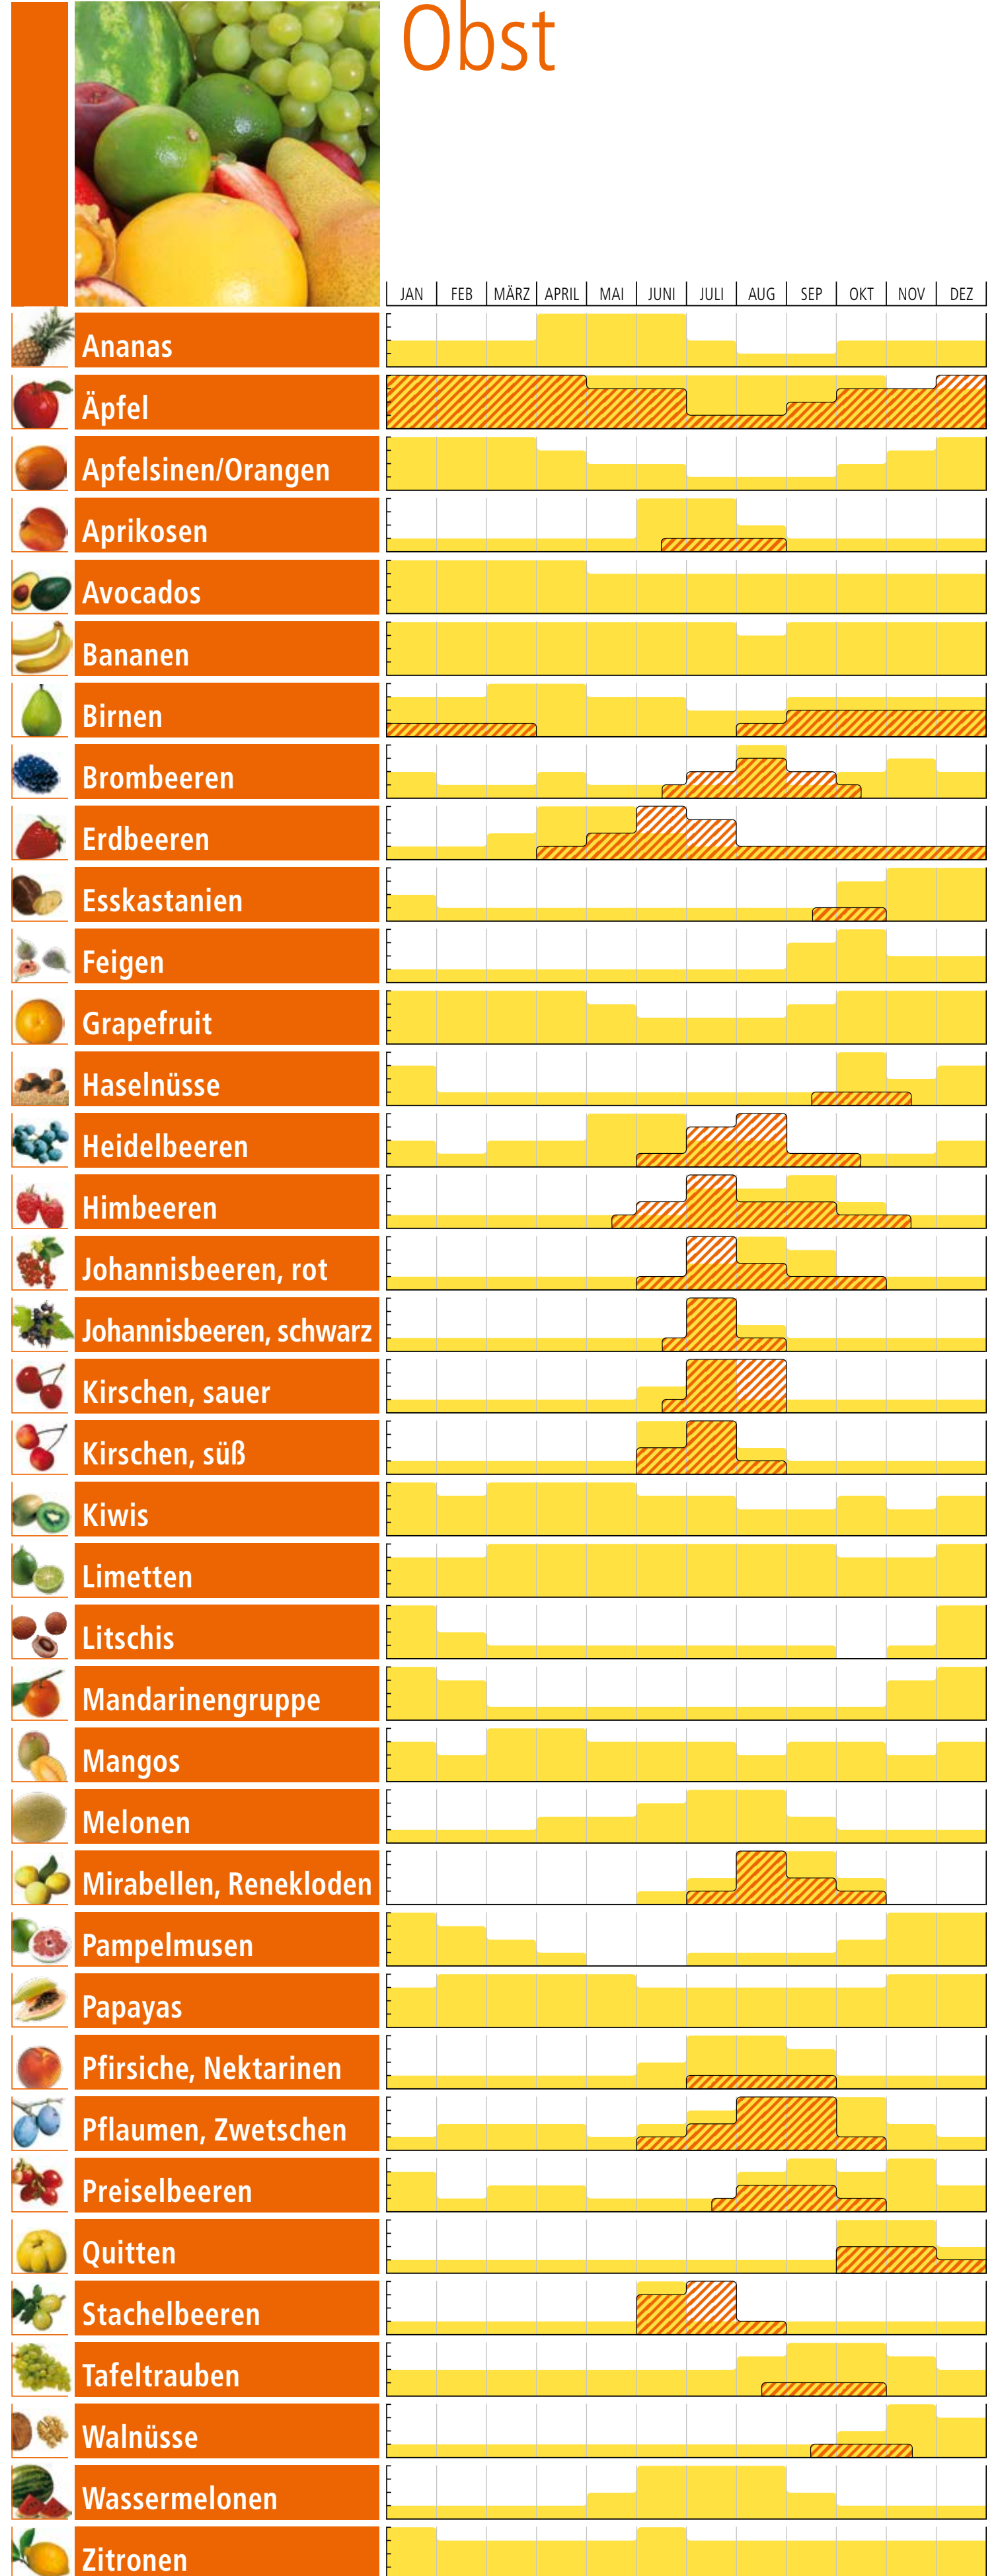 Obst
JAN FEB MÄRZ APRIL MAI JUNI JULI AUG SEP OKT NOV DEZ
Ananas
Äpfel
Apfelsinen/Orangen
Aprikosen
Avocados
Bananen
Birnen
Brombeeren
Erdbeeren
Esskastanien
Feigen
Grapefruit
Haselnüsse
Heidelbeeren
Himbeeren
Johannisbeeren, rot
Johannisbeeren, schwarz
Kirschen, sauer
Kirschen, süß
Kiwis
Limetten
Litschis
Mandarinengruppe
Mangos
Melonen
Mirabellen, Renekloden
Pampelmusen
Papayas
Pfirsiche, Nektarinen
Pflaumen, Zwetschen
Preiselbeeren
Quitten
Stachelbeeren
Tafeltrauben
Walnüsse
Wassermelonen
Zitronen